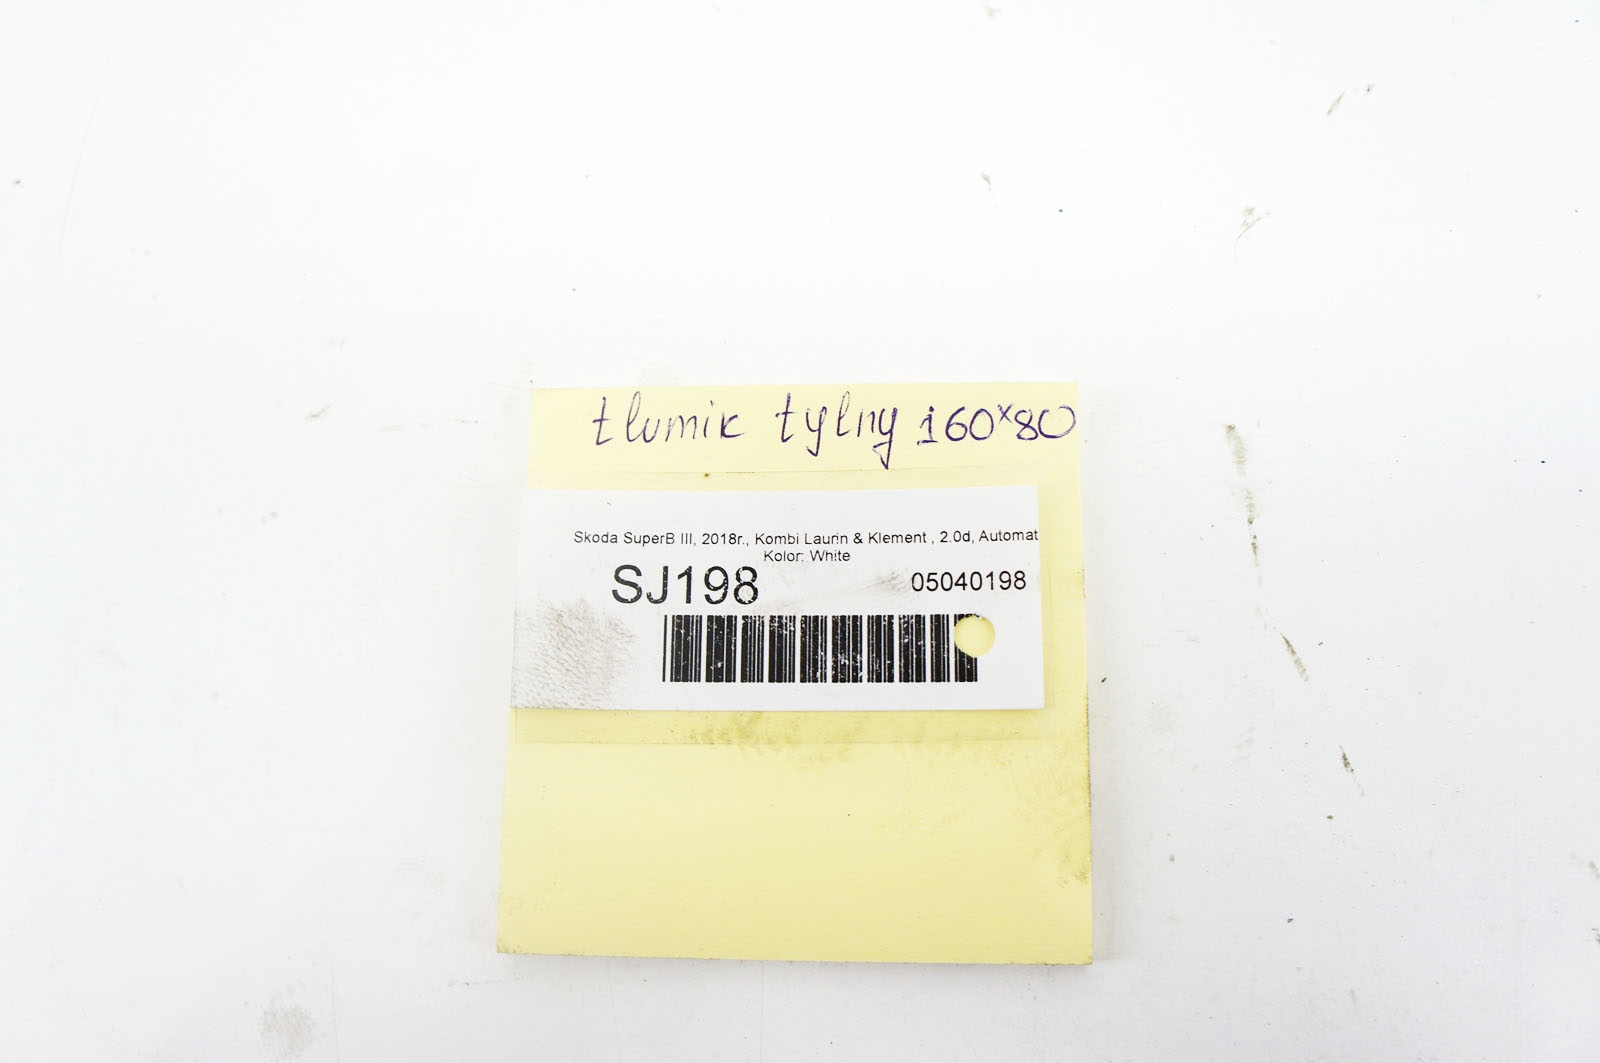 tlumik tylny 160x80
Skoda SuperB III, 2018r., Kombi Laurin & Klement , 2.0d, Automat
Kolor: White
SJ198 05040198